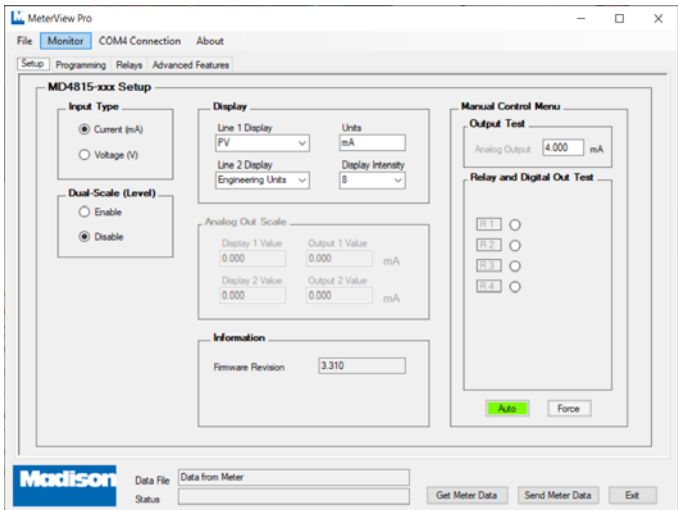 MeterView Pro
File Monitor COM4 Connection About
Setup Programming Relays Advanced Features
MD4815-xxx Setup
Input Type
Current (mA)
Voltage (V)
Dual-Scale (Level)
Enable
Disable
Display
Line 1 Display Units
PV mA
Line 2 Display Display Intensity
Engineering Units 8
Analog Out Scale
Display 1 Value Output 1 Value
0.000 0.000 mA
Display 2 Value Output 2 Value
0.000 0.000 mA
Information
Firmware Revision 3.310
Manual Control Menu
Output Test
Analog Output 4.000 mA
Relay and Digital Out Test
R 1
R 2
R 3
R 4
Auto Force
Madison
Data File Data from Meter
Status
Get Meter Data Send Meter Data Exit